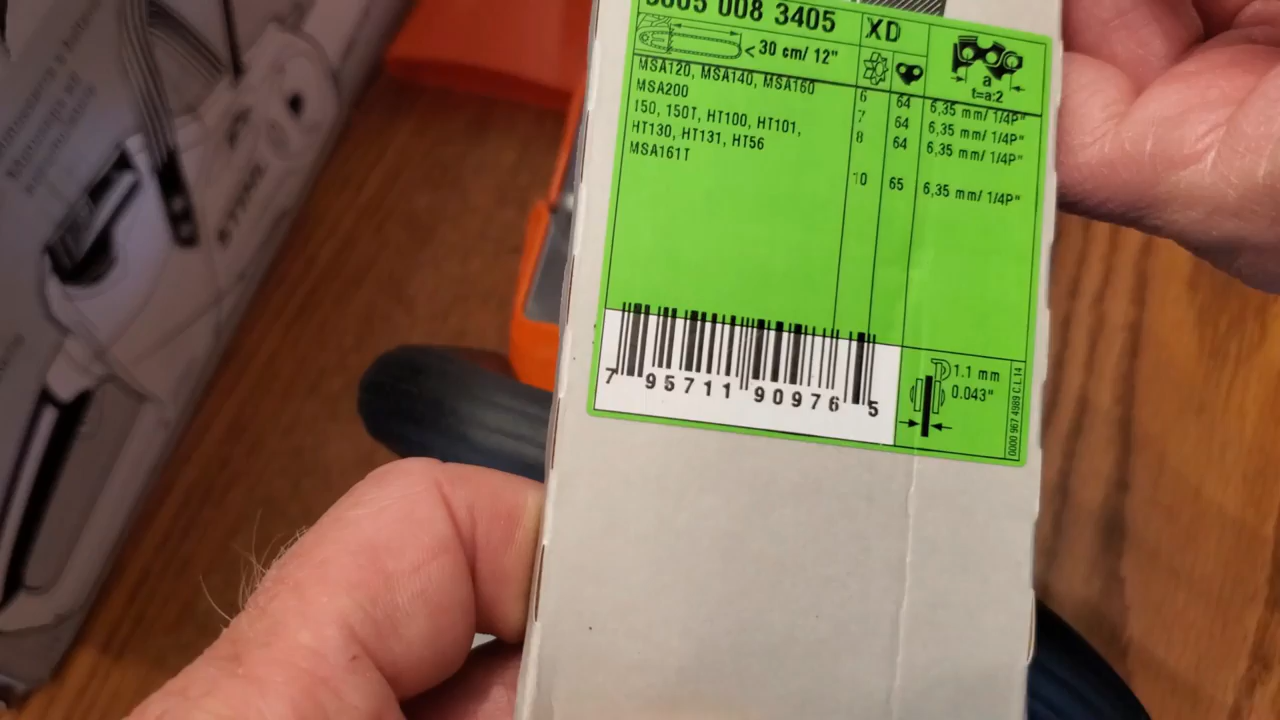 008 3405
XD
< 30 cm/ 12"
a
t=a:2
MSA120, MSA140, MSA160 6 64 6,35 mm/ 1/4P"
MSA200 7 64 6,35 mm/ 1/4P"
150, 150T, HT100, HT101, 8 64 6,35 mm/ 1/4P"
HT130, HT131, HT56
MSA161T 10 65 6,35 mm/ 1/4P"
7 95711 90976 5
1.1 mm
0.043"
0000 967 4989 C.L.14
STIHL